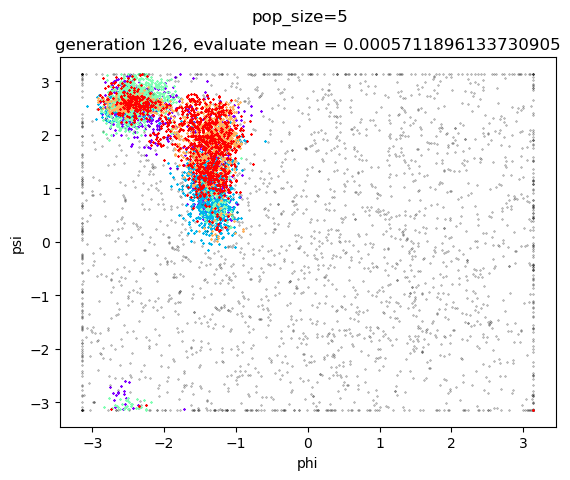 pop_size=5
generation 126, evaluate mean = 0.0005711896133730905
3
2
1
0
−1
−2
−3
psi
−3 −2 −1 0 1 2 3
phi